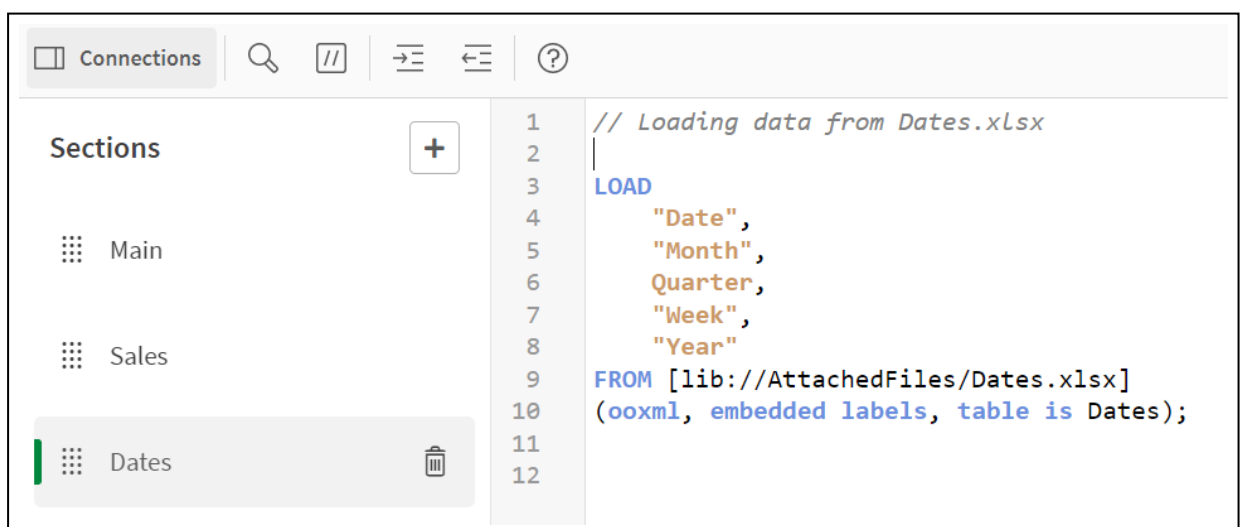 Connections //
Sections +
Main
Sales
Dates
1 // Loading data from Dates.xlsx
2
3 LOAD
4 "Date",
5 "Month",
6 Quarter,
7 "Week",
8 "Year"
9 FROM [lib://AttachedFiles/Dates.xlsx]
10 (ooxml, embedded labels, table is Dates);
11
12